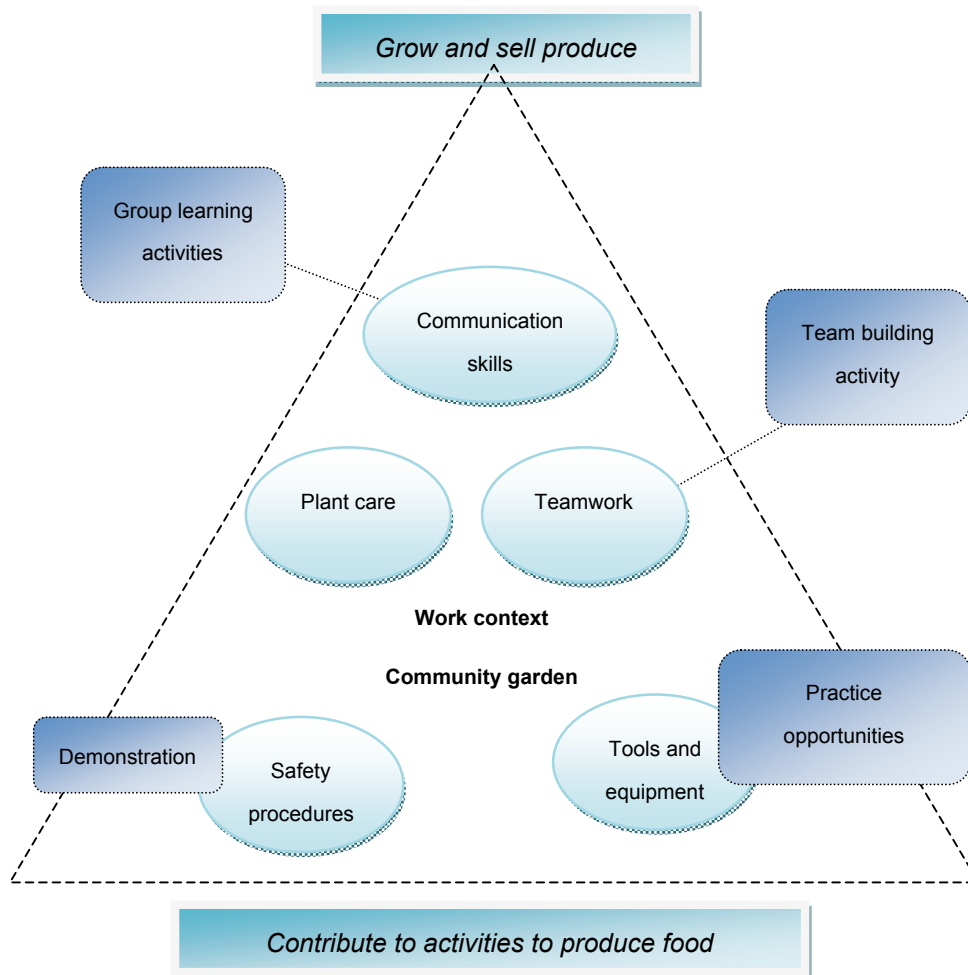 Grow and sell produce
Group learning
activities
Communication
skills
Team building
activity
Plant care
Teamwork
Work context
Community garden
Practice
opportunities
Demonstration
Safety
procedures
Tools and
equipment
Contribute to activities to produce food